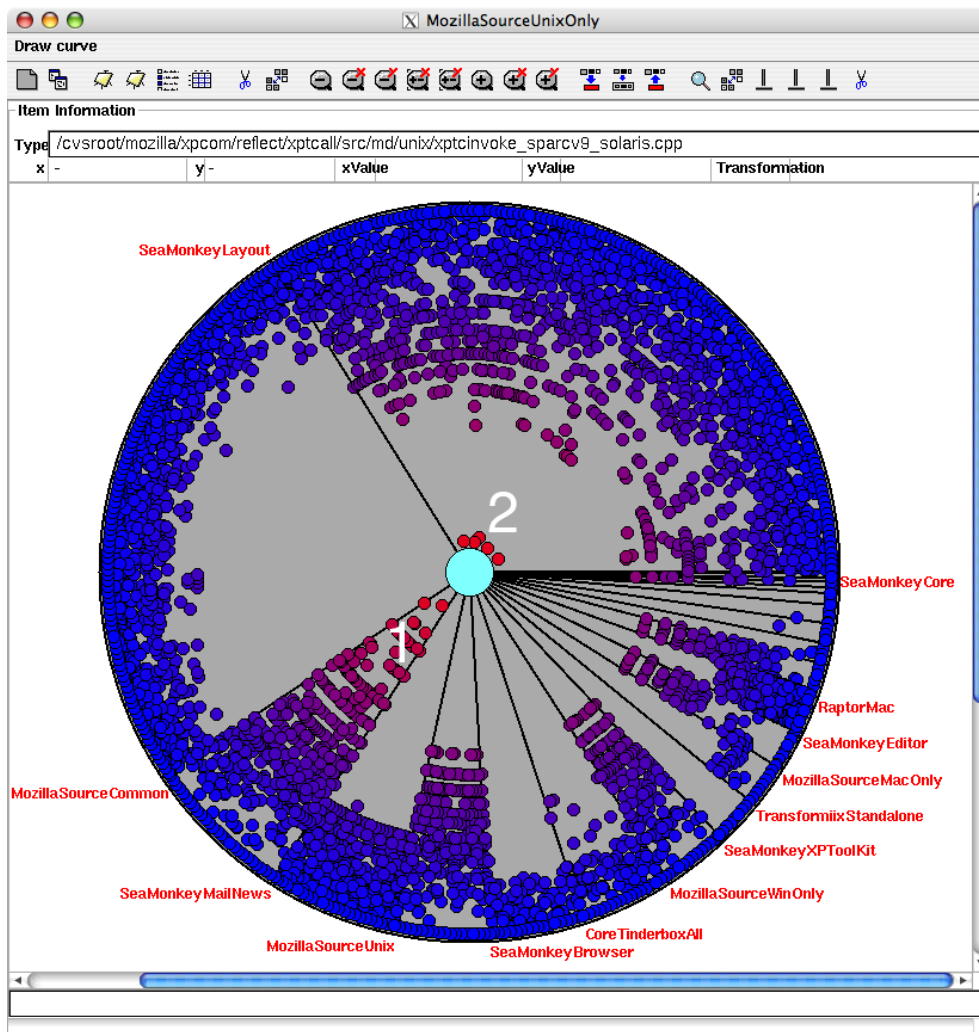 MozillaSourceUnixOnly
Draw curve
Item Information
Type /cvsroot/mozilla/xpcom/reflect/xptcall/src/md/unix/xptcinvoke_sparcv9_solaris.cpp
x - y - xValue yValue Transformation
SeaMonkeyLayout
2
SeaMonkeyCore
1
RaptorMac
SeaMonkeyEditor
MozillaSourceMacOnly
MozillaSourceCommon
TransformiixStandalone
SeaMonkeyXPToolKit
SeaMonkeyMailNews
MozillaSourceWinOnly
CoreTinderboxAll
MozillaSourceUnix
SeaMonkeyBrowser